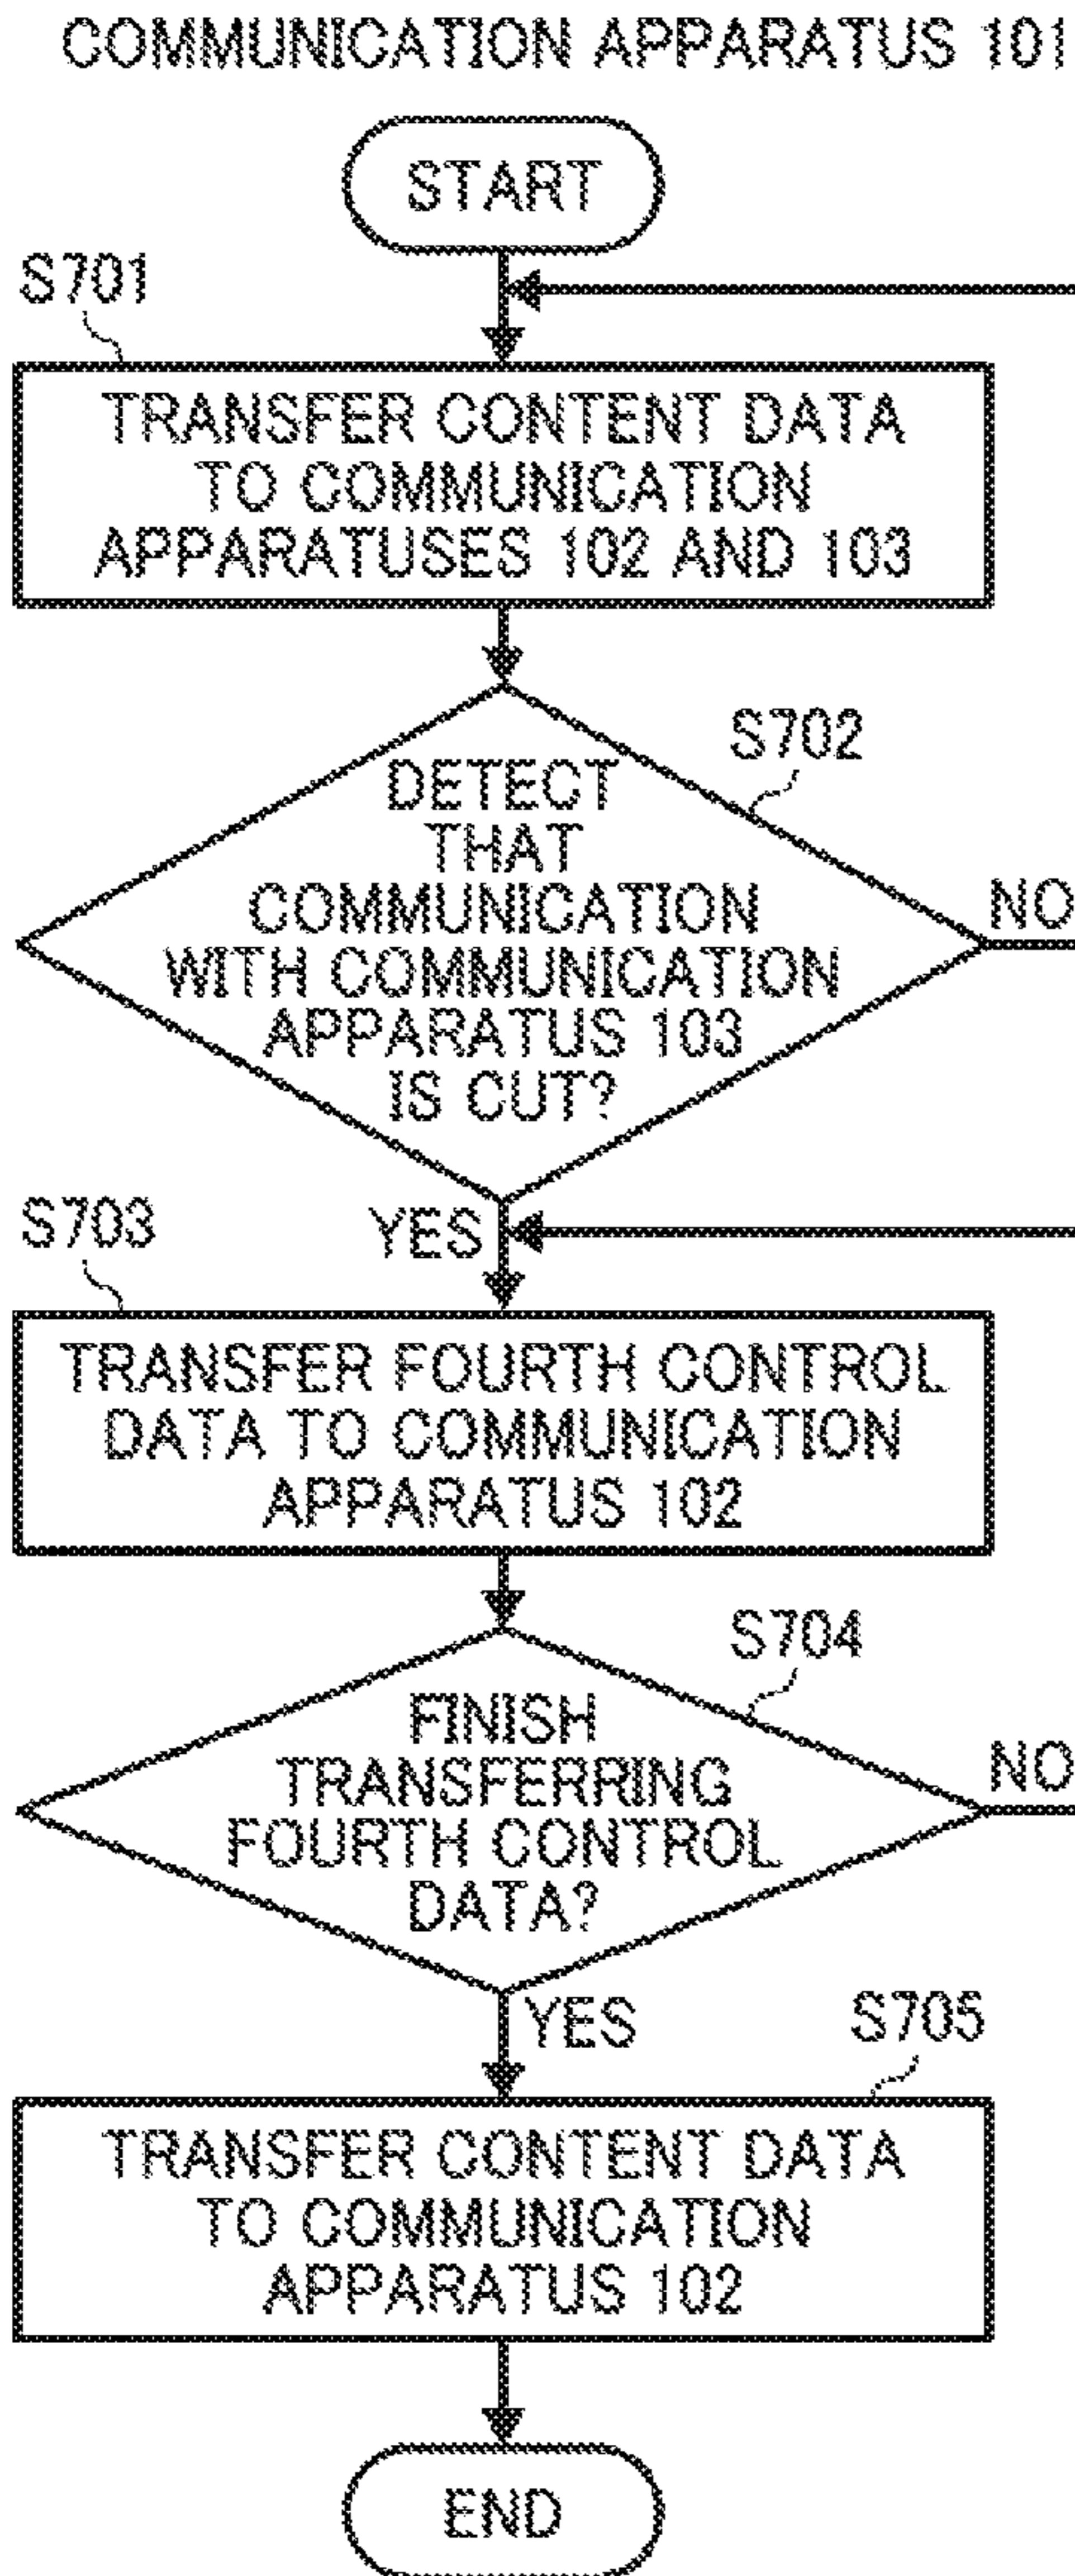 COMMUNICATION APPARATUS 101
START
S701
TRANSFER CONTENT DATA
TO COMMUNICATION
APPARATUSES 102 AND 103
S702
DETECT
THAT
COMMUNICATION
WITH COMMUNICATION
APPARATUS 103
IS CUT?
NO
YES
S703
TRANSFER FOURTH CONTROL
DATA TO COMMUNICATION
APPARATUS 102
S704
FINISH
TRANSFERRING
FOURTH CONTROL
DATA?
NO
YES
S705
TRANSFER CONTENT DATA
TO COMMUNICATION
APPARATUS 102
END